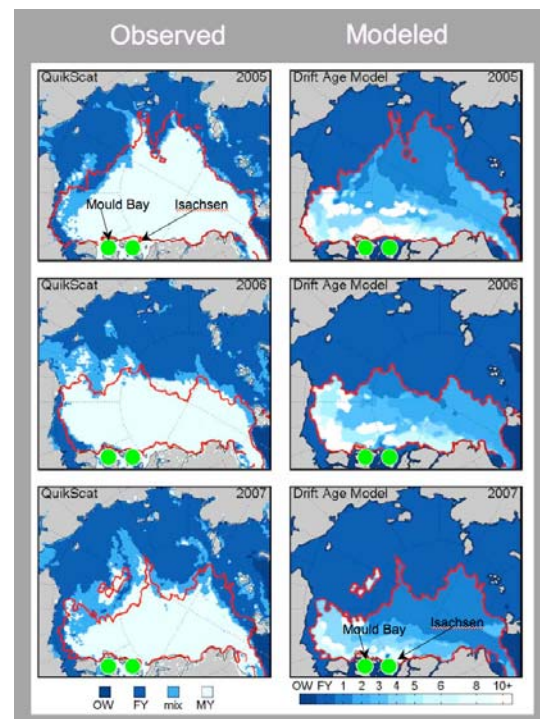 Observed Modeled
QuikScat 2005 Drift Age Model 2005
Mould Bay Isachsen
QuikScat 2006 Drift Age Model 2006
QuikScat 2007 Drift Age Model 2007
Mould Bay Isachsen
OW FY mix MY
OW FY 1 2 3 4 5 6 8 10+